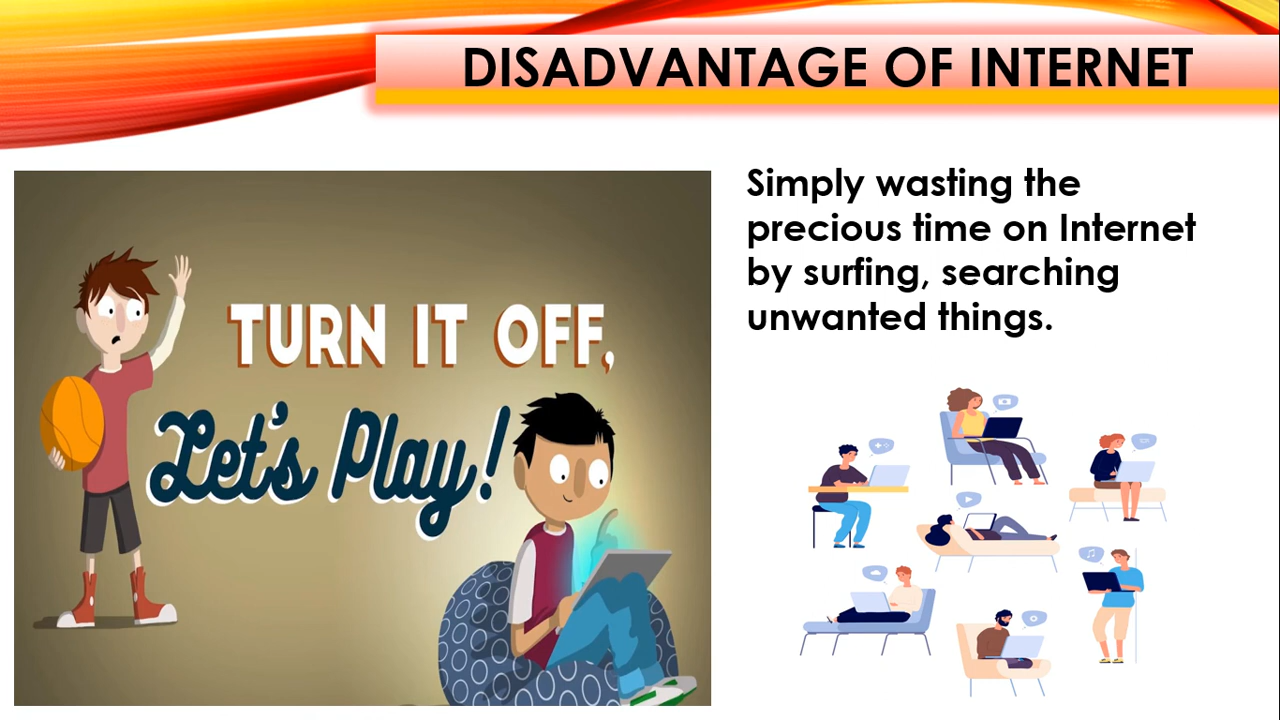 DISADVANTAGE OF INTERNET
TURN IT OFF,
Let's Play!
Simply wasting the
precious time on Internet
by surfing, searching
unwanted things.